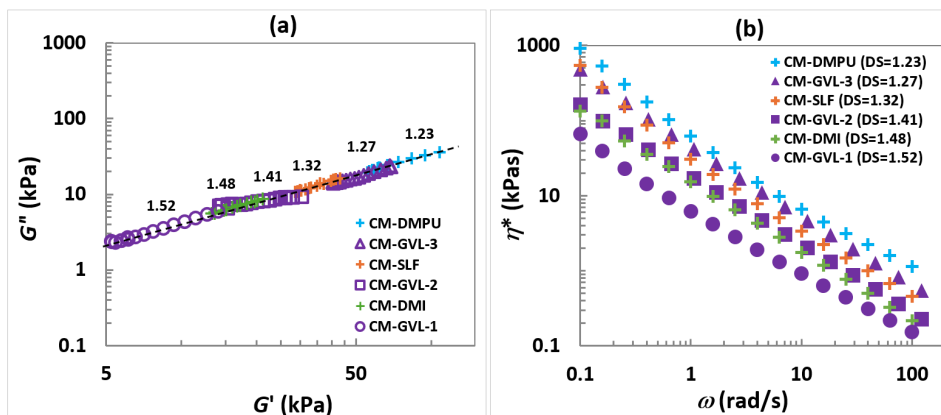 (a)
1000
100
10
1
0.1
G" (kPa)
1.52
1.48
1.41
1.32
1.27
1.23
CM-DMPU
CM-GVL-3
CM-SLF
CM-GVL-2
CM-DMI
CM-GVL-1
5
50
G' (kPa)
(b)
1000
10
0.1
η* (kPas)
CM-DMPU (DS=1.23)
CM-GVL-3 (DS=1.27)
CM-SLF (DS=1.32)
CM-GVL-2 (DS=1.41)
CM-DMI (DS=1.48)
CM-GVL-1 (DS=1.52)
0.1
1
10
100
ω (rad/s)